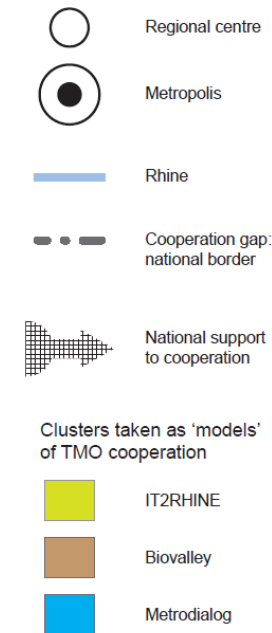 Regional centre
Metropolis
Rhine
Cooperation gap:
national border
National support
to cooperation
Clusters taken as ‘models’
of TMO cooperation
IT2RHINE
Biovalley
Metrodialog